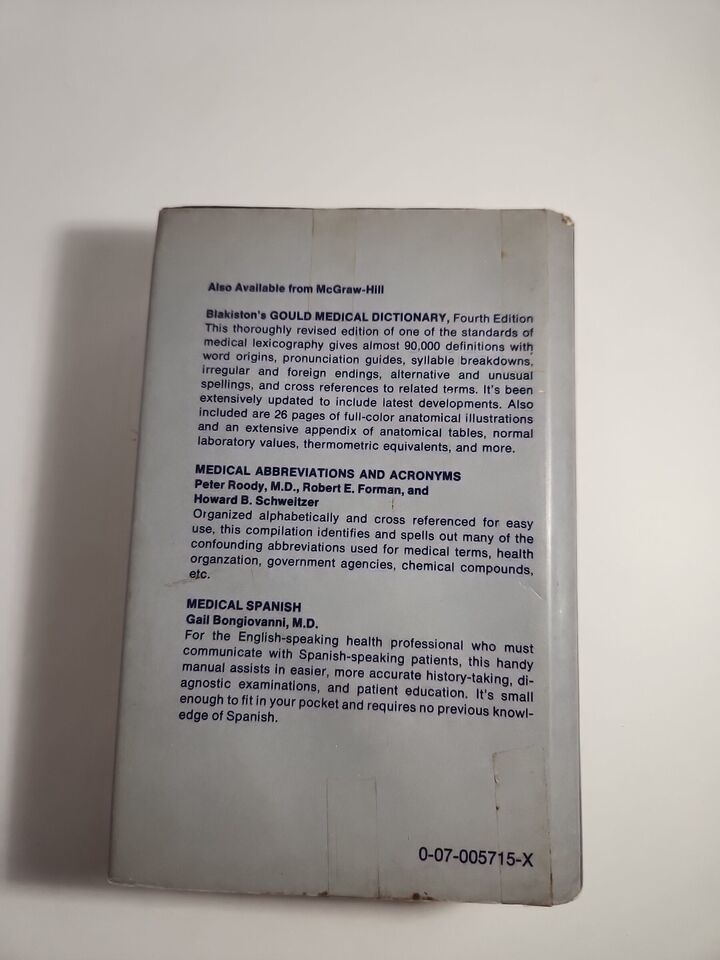 Also Available from McGraw-Hill
Blakiston's GOULD MEDICAL DICTIONARY, Fourth Edition
This thoroughly revised edition of one of the standards of
medical lexicography gives almost 90,000 definitions with
word origins, pronunciation guides, syllable breakdowns,
irregular and foreign endings, alternative and unusual
spellings, and cross references to related terms. It's been
extensively updated to include latest developments. Also
included are 26 pages of full-color anatomical illustrations
and an extensive appendix of anatomical tables, normal
laboratory values, thermometric equivalents, and more.
MEDICAL ABBREVIATIONS AND ACRONYMS
Peter Roody, M.D., Robert E. Forman, and
Howard B. Schweitzer
Organized alphabetically and cross referenced for easy
use, this compilation identifies and spells out many of the
confounding abbreviations used for medical terms, health
organzation, government agencies, chemical compounds,
etc.
MEDICAL SPANISH
Gail Bongiovanni, M.D.
For the English-speaking health professional who must
communicate with Spanish-speaking patients, this handy
manual assists in easier, more accurate history-taking, di-
agnostic examinations, and patient education. It's small
enough to fit in your pocket and requires no previous knowl-
edge of Spanish.
0-07-005715-X